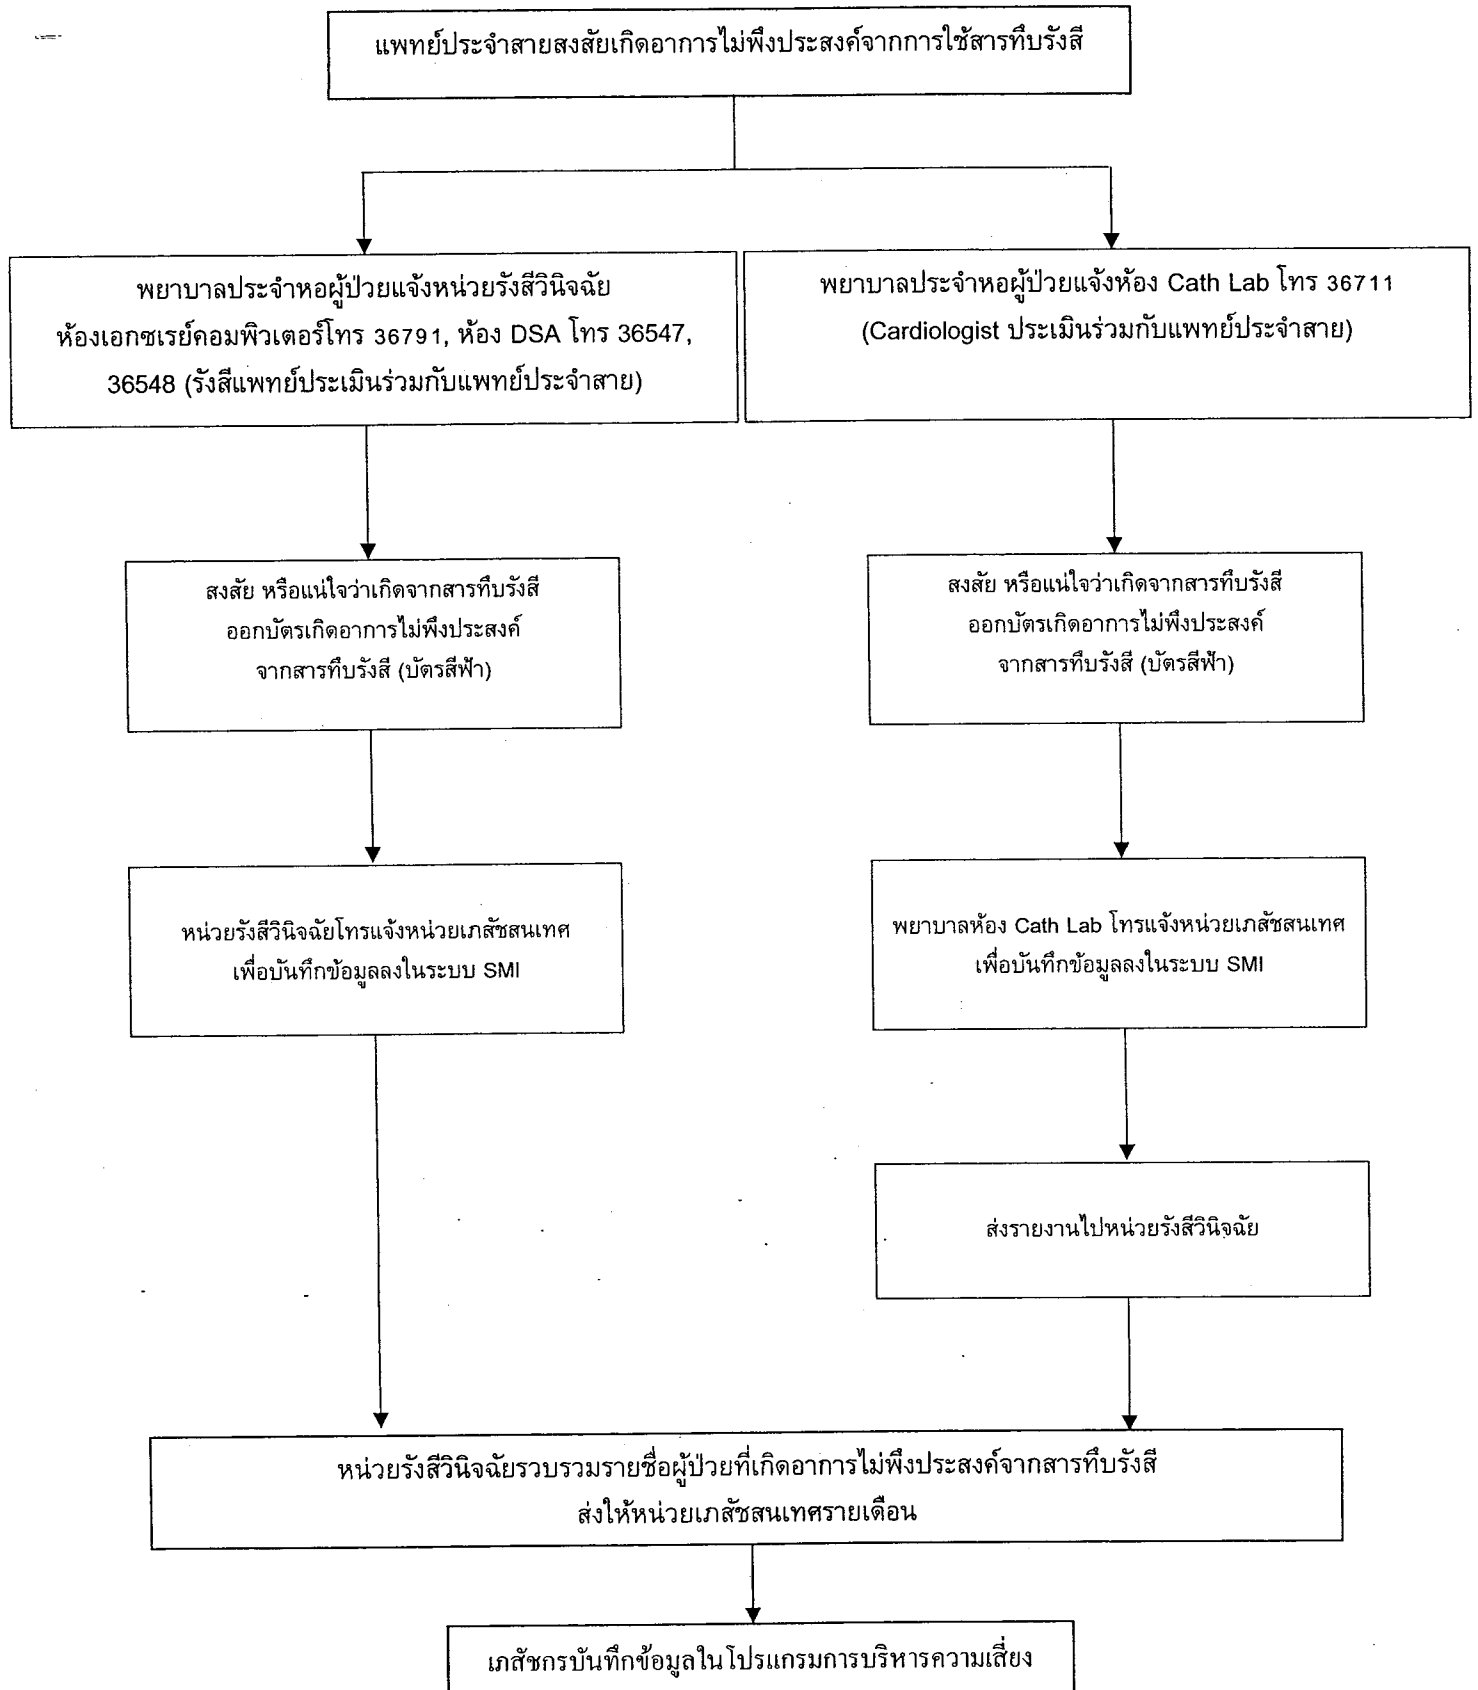 แพทย์ประจำสายสงสัยเกิดอาการไม่พึงประสงค์จากการใช้สารทึบรังสี
พยาบาลประจำหอผู้ป่วยแจ้งหน่วยรังสีวินิจฉัย
ห้องเอกซเรย์คอมพิวเตอร์โทร 36791, ห้อง DSA โทร 36547,
36548 (รังสีแพทย์ประเมินร่วมกับแพทย์ประจำสาย)
พยาบาลประจำหอผู้ป่วยแจ้งห้อง Cath Lab โทร 36711
(Cardiologist ประเมินร่วมกับแพทย์ประจำสาย)
สงสัย หรือแน่ใจว่าเกิดจากสารทึบรังสี
ออกบัตรเกิดอาการไม่พึงประสงค์
จากสารทึบรังสี (บัตรสีฟ้า)
สงสัย หรือแน่ใจว่าเกิดจากสารทึบรังสี
ออกบัตรเกิดอาการไม่พึงประสงค์
จากสารทึบรังสี (บัตรสีฟ้า)
หน่วยรังสีวินิจฉัยโทรแจ้งหน่วยเภสัชสนเทศ
เพื่อบันทึกข้อมูลลงในระบบ SMI
พยาบาลห้อง Cath Lab โทรแจ้งหน่วยเภสัชสนเทศ
เพื่อบันทึกข้อมูลลงในระบบ SMI
ส่งรายงานไปหน่วยรังสีวินิจฉัย
หน่วยรังสีวินิจฉัยรวบรวมรายชื่อผู้ป่วยที่เกิดอาการไม่พึงประสงค์จากสารทึบรังสี
ส่งให้หน่วยเภสัชสนเทศรายเดือน
เภสัชกรบันทึกข้อมูลในโปรแกรมการบริหารความเสี่ยง